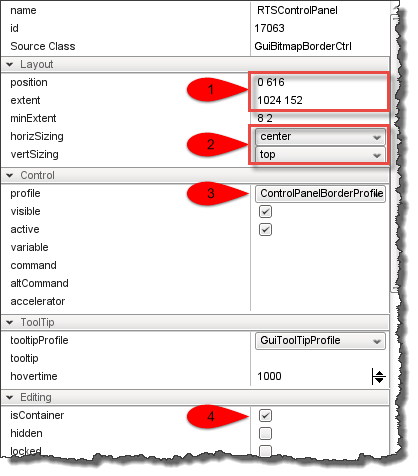 name RTSControlPanel
id 17063
Source Class GuiBitmapBorderCtrl
Layout
position 1 0 616
extent 1024 152
minExtent 8 2
horizSizing 2 center
vertSizing top
Control
profile 3 ControlPanelBorderProfile
visible
active
variable
command
altCommand
accelerator
ToolTip
tooltipProfile GuiToolTipProfile
tooltip
hovertime 1000
Editing
isContainer 4
hidden
locked